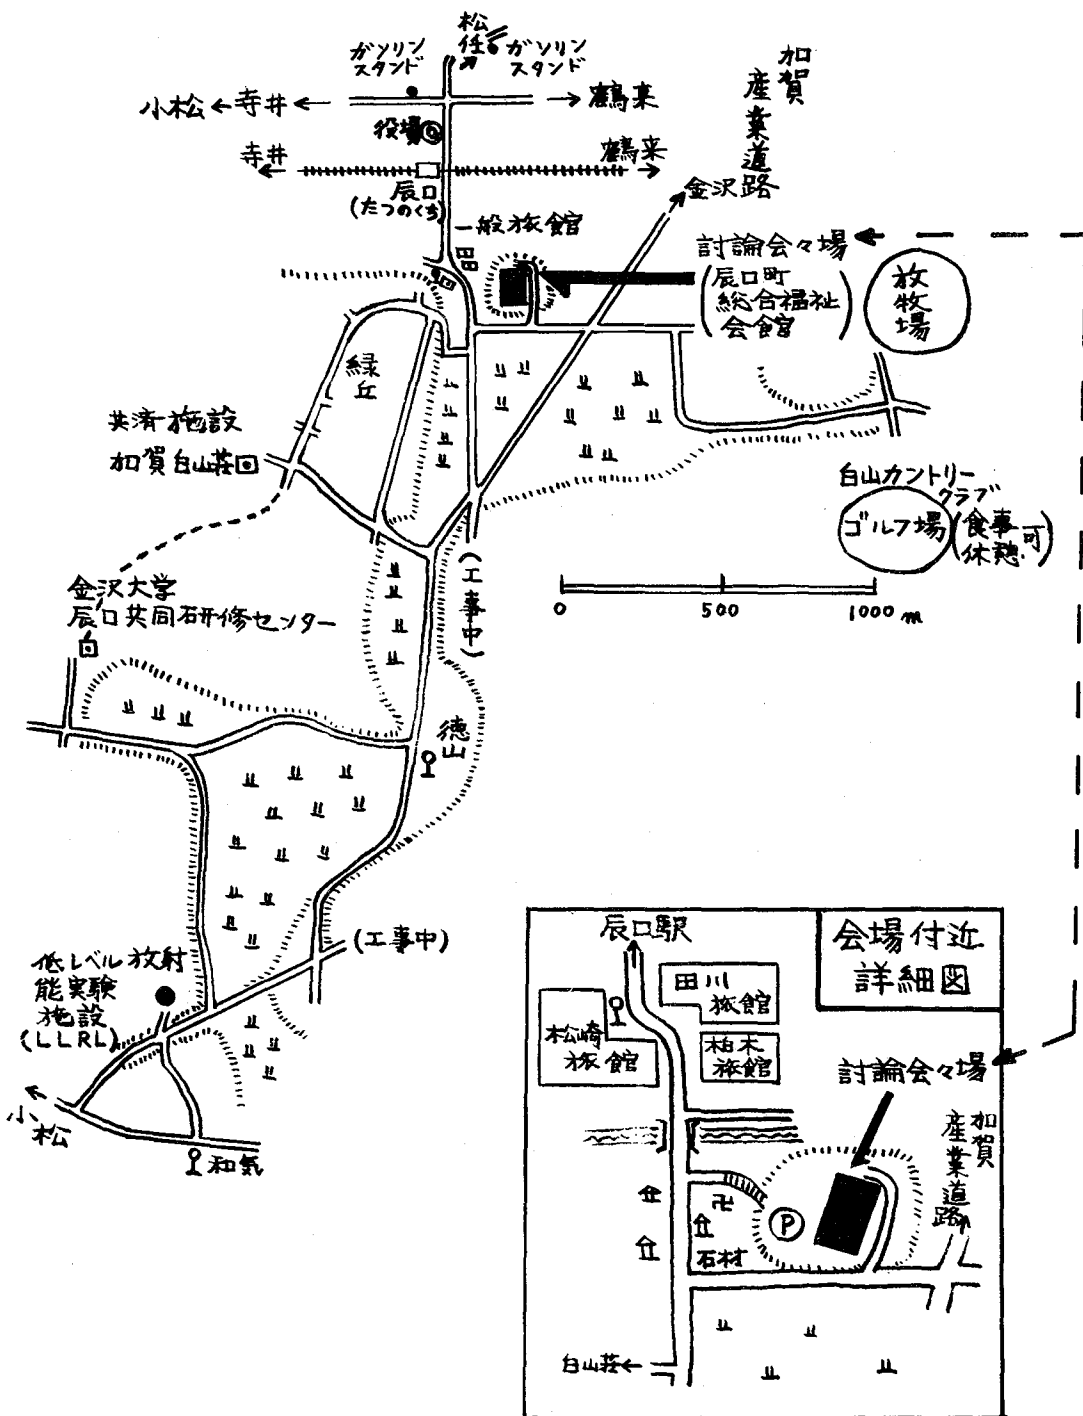 松任
ガソリン
スタンド
ガソリン
スタンド
加賀
産業道路
小松←寺井←
→鶴来
役場
寺井
鶴来
辰口
(たつのくち)
金沢
一般旅館
討論会々場
(辰口町
総合福祉
会館)
放牧場
緑丘
共済施設
加賀白山荘
白山カントリー
クラブ
ゴルフ場
(食事
休憩可)
金沢大学
辰口共同研修センター
(工事中)
0 500 1000m
徳山
(工事中)
低レベル放射
能実験
施設
(LLRL)
小松
和気
辰口駅
会場付近
詳細図
田川
旅館
松崎
旅館
柏木
旅館
討論会々場
加賀
産業道路
卍
P
石材
白山荘←